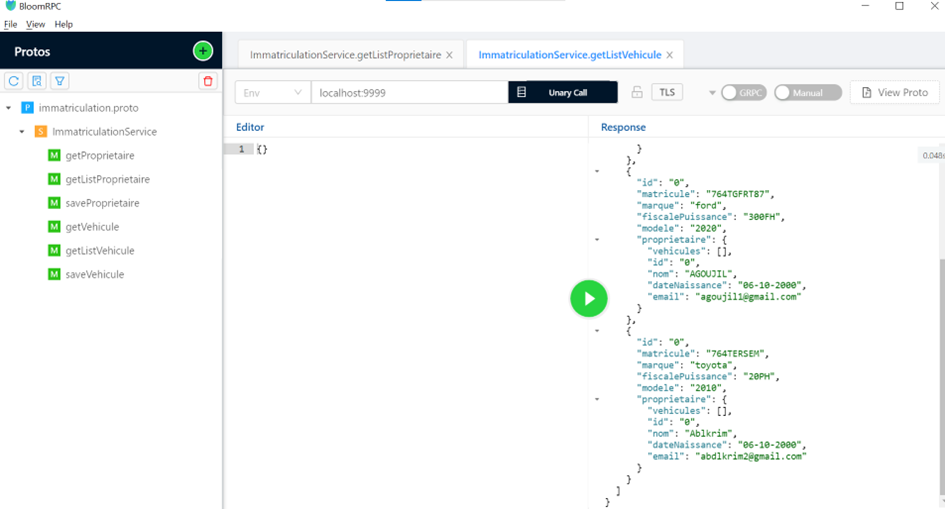 BloomRPC
File View Help
Protos
ImmatriculationService.getListProprietaire
ImmatriculationService.getListVehicule
Env
localhost:9999
Unary Call
TLS
GRPC
Manual
View Proto
immatriculation.proto
ImmatriculationService
M getProprietaire
M getListProprietaire
M saveProprietaire
M getVehicule
M getListVehicule
M saveVehicule
Editor
1 {}
Response
0.048s
}
},
{
"id": "0",
"matricule": "764TGFRT87",
"marque": "ford",
"fiscalePuissance": "300FH",
"modele": "2020",
"proprietaire": {
"vehicules": [],
"id": "0",
"nom": "AGOUJIL",
"dateNaissance": "06-10-2000",
"email": "agoujil1@gmail.com"
}
},
{
"id": "0",
"matricule": "764TERSEM",
"marque": "toyota",
"fiscalePuissance": "20PH",
"modele": "2010",
"proprietaire": {
"vehicules": [],
"id": "0",
"nom": "Ablkrim",
"dateNaissance": "06-10-2000",
"email": "abdlkrim2@gmail.com"
}
}
]
}